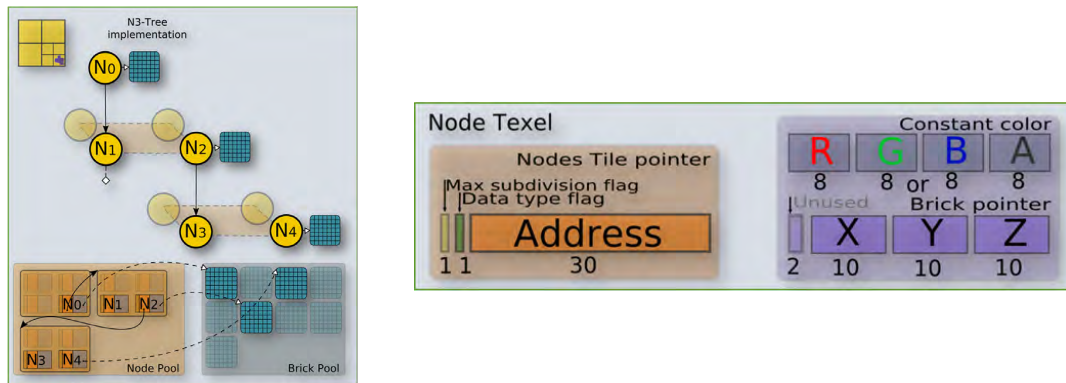 N3-Tree
implementation
N0
N1
N2
N3
N4
N0
N1
N2
N3
N4
Node Pool
Brick Pool
Node Texel
Nodes Tile pointer
Max subdivision flag
Data type flag
Address
1
1
30
Constant color
R
G
B
A
8
8
or
8
8
Unused
Brick pointer
X
Y
Z
2
10
10
10